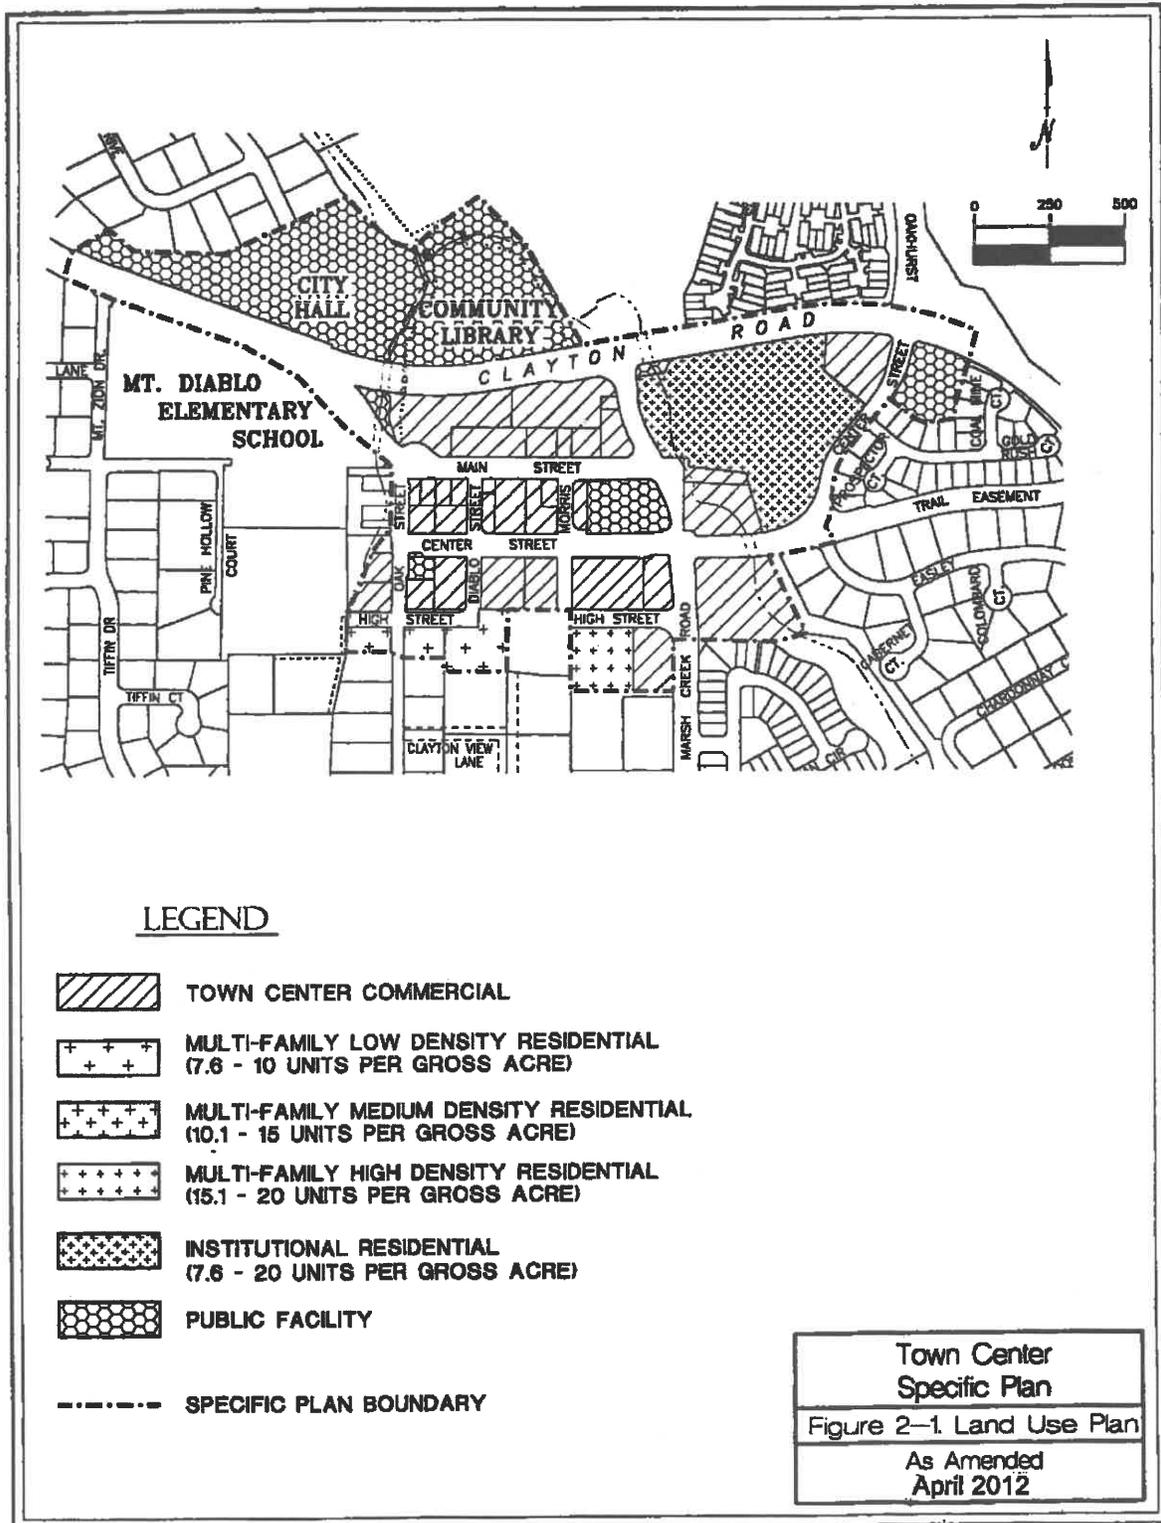 N
0 250 500
OAKHURST
CITY
HALL
COMMUNITY
LIBRARY
CLAYTON ROAD
STREET
CENTER
LANE
MT. ZION DR.
MT. DIABLO
ELEMENTARY
SCHOOL
COAL MINE
CT.
GOLD
RUSH
CT.
PROSPECTOR
CT.
MAIN STREET
TRAIL EASEMENT
STREET
STREET
MORRIS
CENTER STREET
PINE HOLLOW
COURT
OAK
DIABLO
EASLEY
COLOMBARD
CT.
HIGH STREET
HIGH STREET
ROAD
CABERNET
CT.
TIFFIN DR
TIFFIN CT
CHARDONNAY
MARSH CREEK
CLAYTON VIEW
LANE
CIR
LEGEND
TOWN CENTER COMMERCIAL
MULTI-FAMILY LOW DENSITY RESIDENTIAL
(7.6 - 10 UNITS PER GROSS ACRE)
MULTI-FAMILY MEDIUM DENSITY RESIDENTIAL
(10.1 - 15 UNITS PER GROSS ACRE)
MULTI-FAMILY HIGH DENSITY RESIDENTIAL
(15.1 - 20 UNITS PER GROSS ACRE)
INSTITUTIONAL RESIDENTIAL
(7.6 - 20 UNITS PER GROSS ACRE)
PUBLIC FACILITY
SPECIFIC PLAN BOUNDARY
Town Center
Specific Plan
Figure 2-1. Land Use Plan
As Amended
April 2012